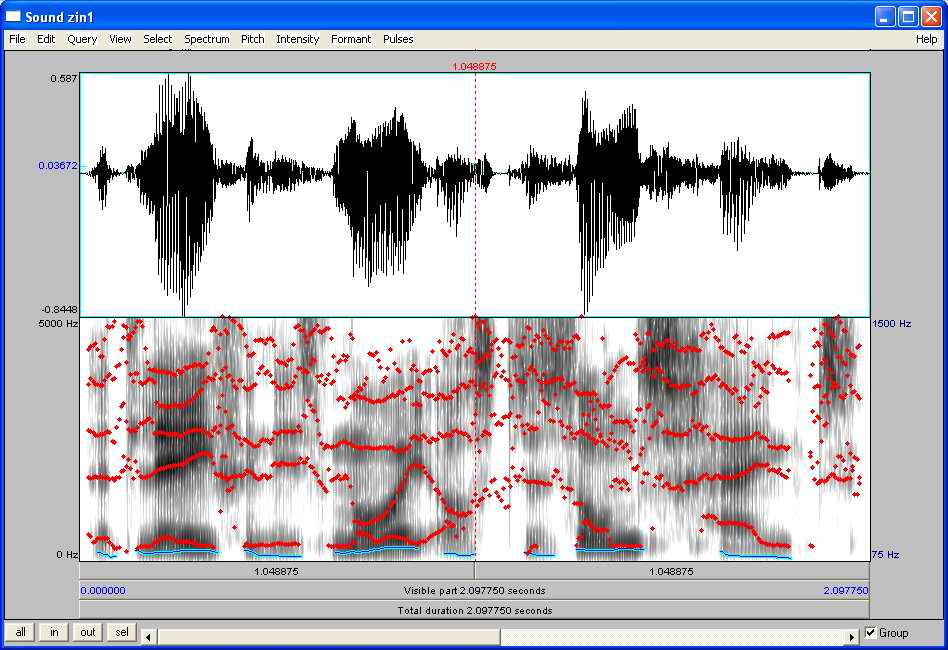 Sound zin1
File Edit Query View Select Spectrum Pitch Intensity Formant Pulses Help
1.048875
0.587
0.03672
-0.8448
5000 Hz 1500 Hz
0 Hz 75 Hz
1.048875 1.048875
0.000000 Visible part 2.097750 seconds 2.097750
Total duration 2.097750 seconds
all in out sel Group